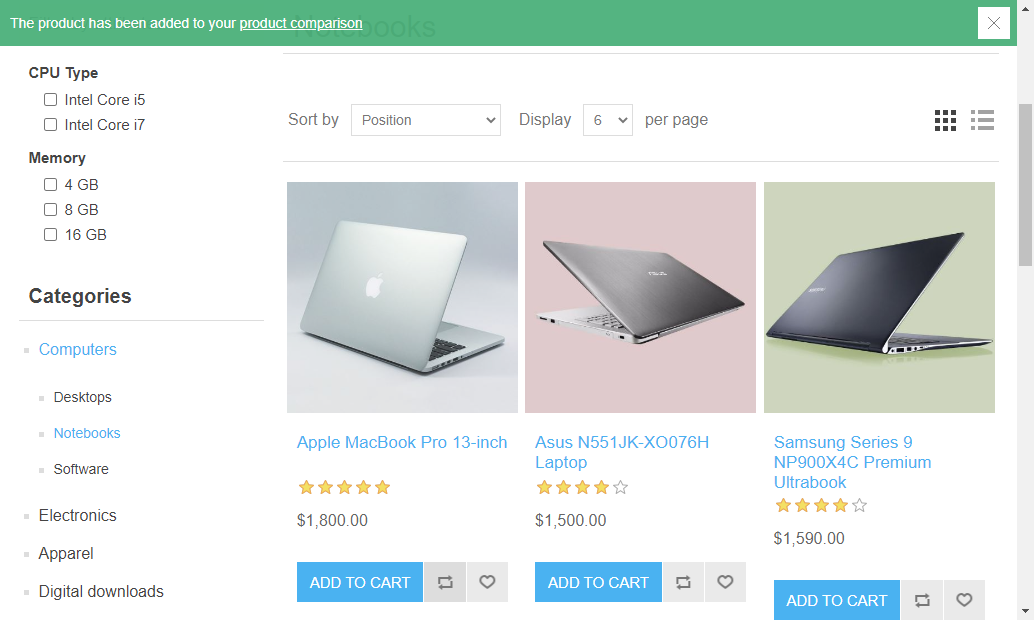 The product has been added to your product comparison
Notebooks
CPU Type
Intel Core i5
Intel Core i7
Memory
4 GB
8 GB
16 GB
Categories
Computers
Desktops
Notebooks
Software
Electronics
Apparel
Digital downloads
Sort by Position Display 6 per page
Apple MacBook Pro 13-inch
$1,800.00
ADD TO CART
Asus N551JK-XO076H
Laptop
$1,500.00
ADD TO CART
Samsung Series 9
NP900X4C Premium
Ultrabook
$1,590.00
ADD TO CART